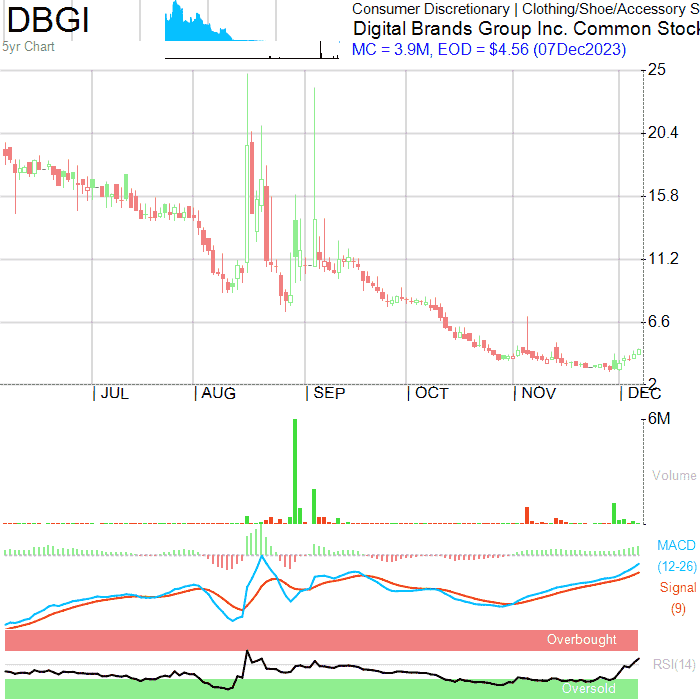 DBGI
5yr Chart
Consumer Discretionary | Clothing/Shoe/Accessory S
Digital Brands Group Inc. Common Stock
MC = 3.9M, EOD = $4.56 (07Dec2023)
25
20.4
15.8
11.2
6.6
2
| JUL | AUG | SEP | OCT | NOV | DEC
6M
Volume
MACD
(12-26)
Signal
(9)
Overbought
RSI(14)
Oversold